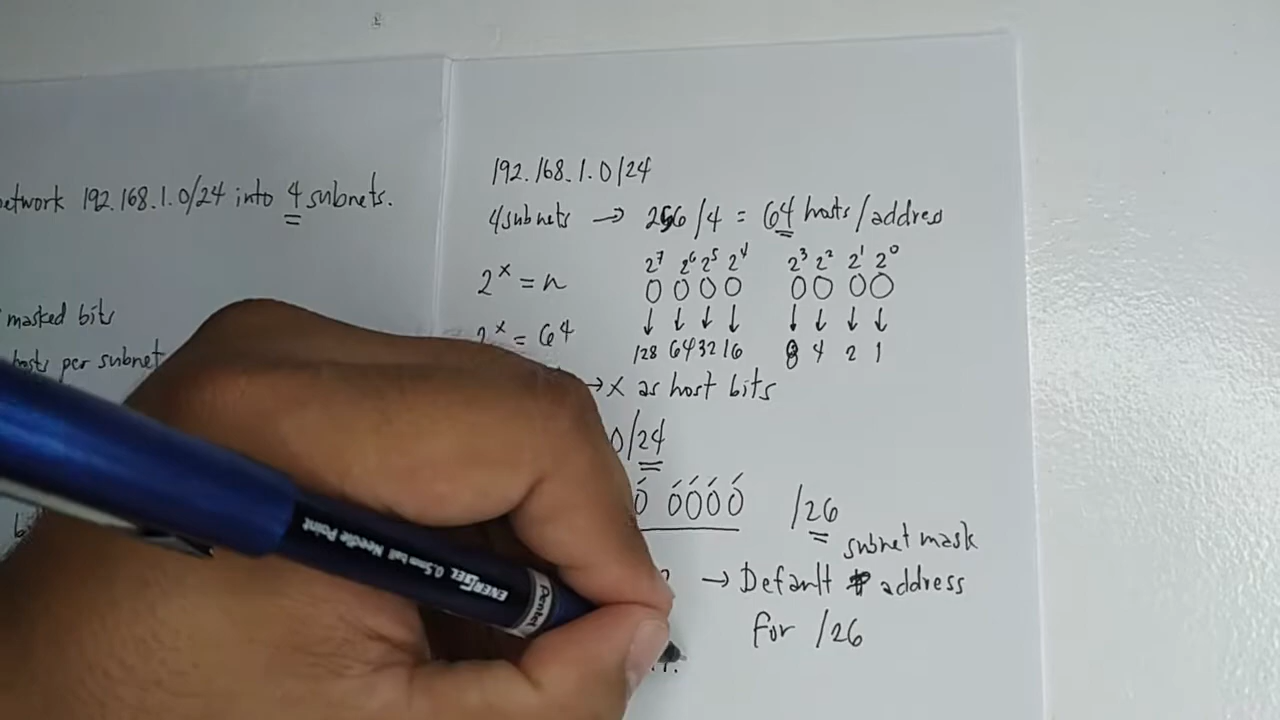 network 192.168.1.0/24 into 4 subnets.
masked bits
hosts per subnet
192.168.1.0/24
4 subnets → 256/4 = 64 hosts/address
2^7 2^6 2^5 2^4 2^3 2^2 2^1 2^0
2^x = n 0 0 0 0 0 0 0 0
↓ ↓ ↓ ↓ ↓ ↓ ↓ ↓
2^x = 64
128 64 32 16 8 4 2 1
→ x as host bits
0/24
0 0000 /26
subnet mask
→ Default address
for /26
ENERGEL 0.5mm ball Needle Point
Pentel